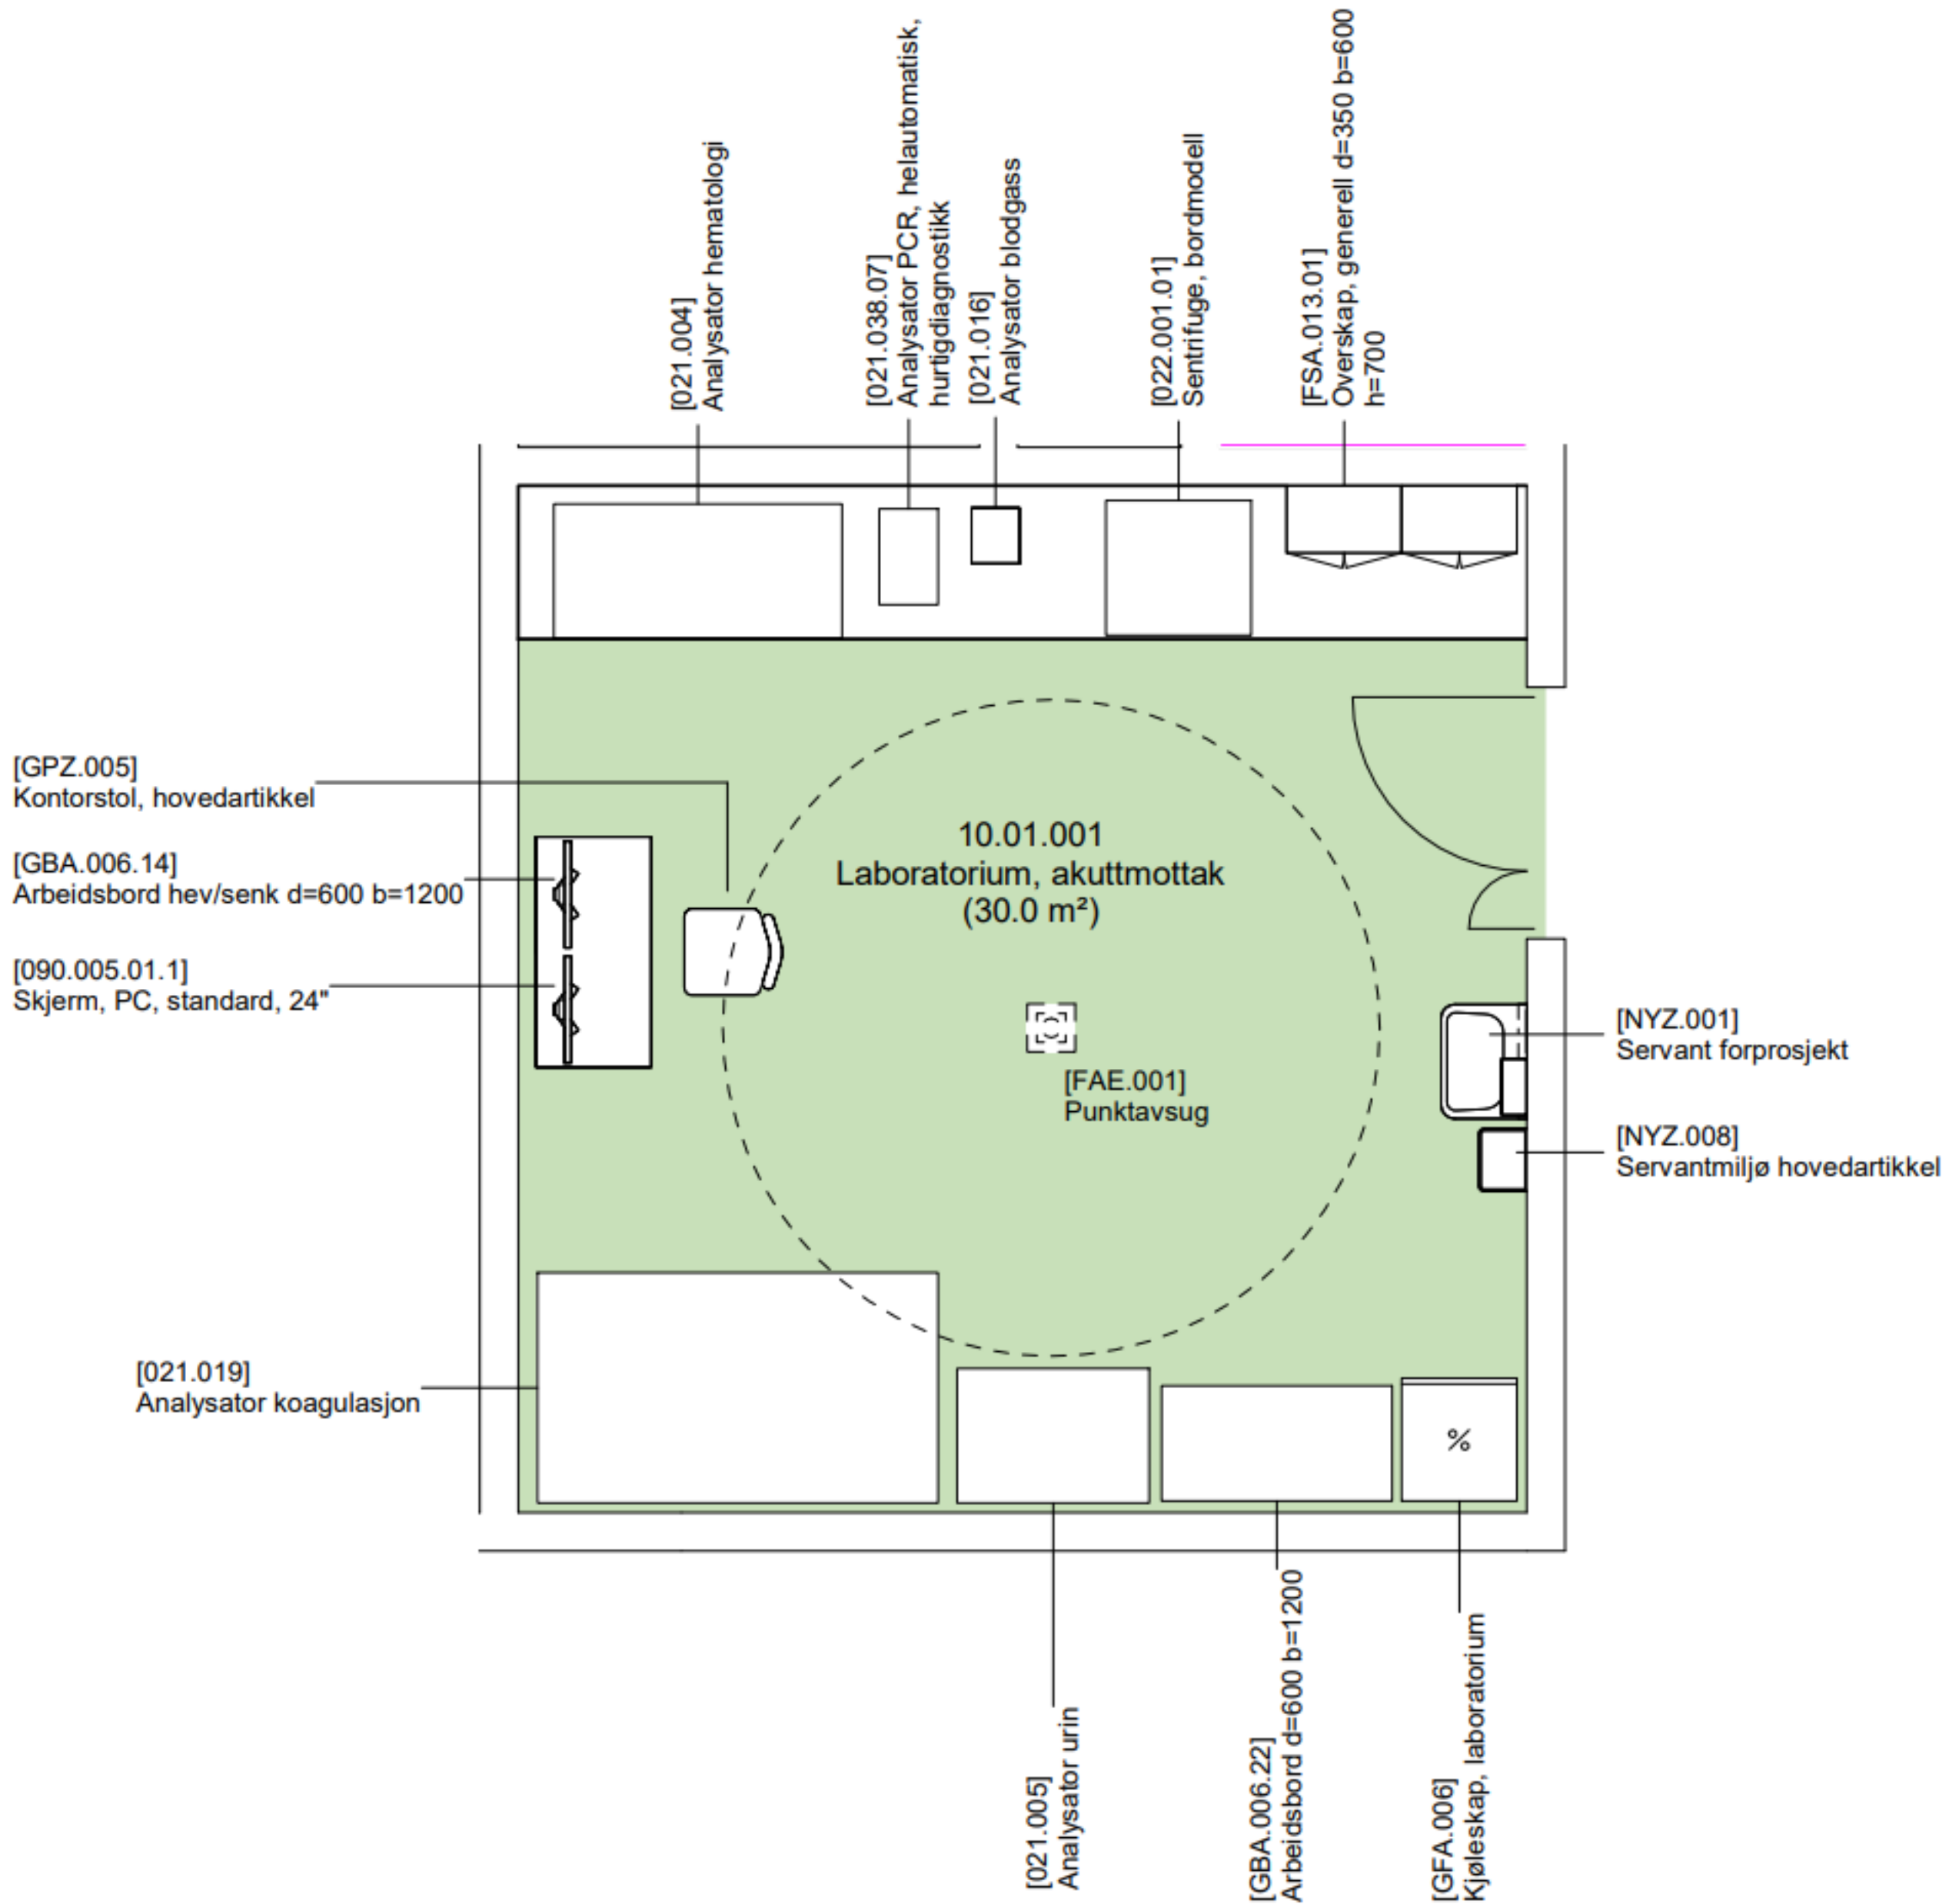 [021.004]
Analysator hematologi
[021.038.07]
Analysator PCR, helautomatisk,
hurtigdiagnostikk
[021.016]
Analysator blodgass
[022.001.01]
Sentrifuge, bordmodell
[FSA.013.01]
Overskap, generell d=350 b=600
h=700
[GPZ.005]
Kontorstol, hovedartikkel
[GBA.006.14]
Arbeidsbord hev/senk d=600 b=1200
[090.005.01.1]
Skjerm, PC, standard, 24"
10.01.001
Laboratorium, akuttmottak
(30.0 m²)
[FAE.001]
Punktavsug
[NYZ.001]
Servant forprosjekt
[NYZ.008]
Servantmiljø hovedartikkel
[021.019]
Analysator koagulasjon
%
[021.005]
Analysator urin
[GBA.006.22]
Arbeidsbord d=600 b=1200
[GFA.006]
Kjøleskap, laboratorium